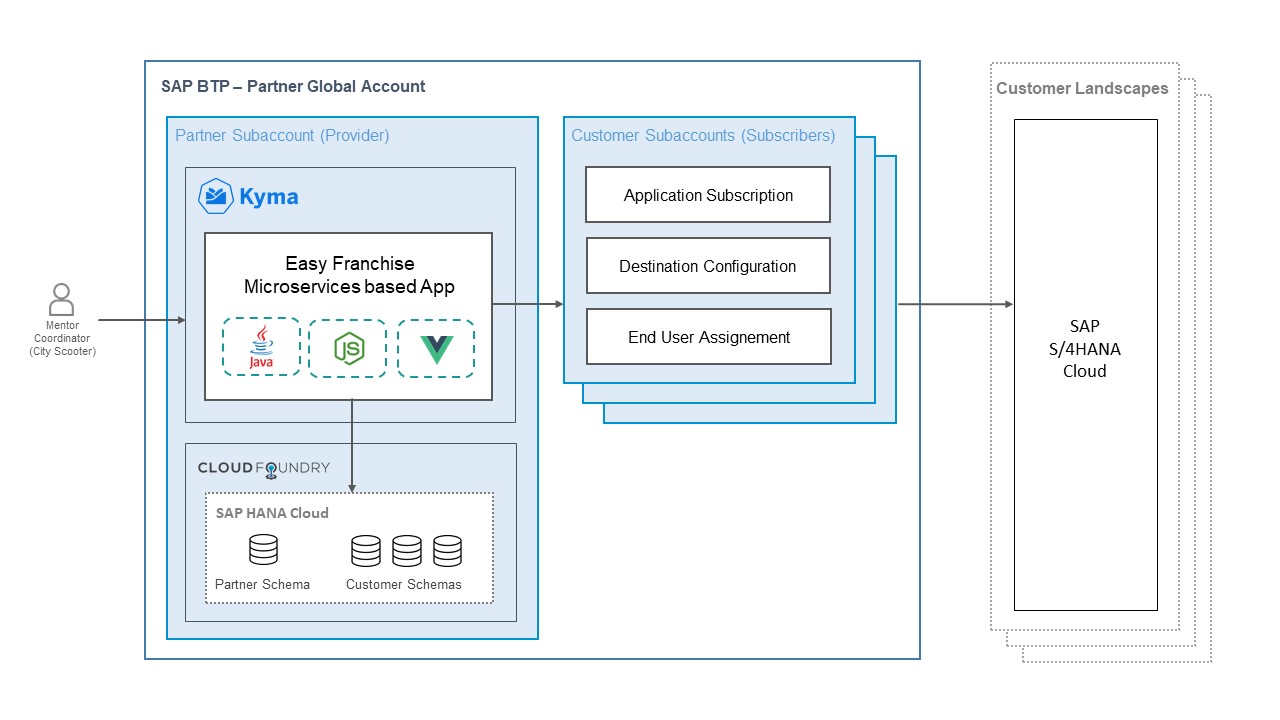 SAP BTP – Partner Global Account
Partner Subaccount (Provider)
Kyma
Easy Franchise
Microservices based App
Java
JS
Mentor
Coordinator
(City Scooter)
CLOUD FOUNDRY
SAP HANA Cloud
Partner Schema
Customer Schemas
Customer Subaccounts (Subscribers)
Application Subscription
Destination Configuration
End User Assignement
Customer Landscapes
SAP
S/4HANA
Cloud